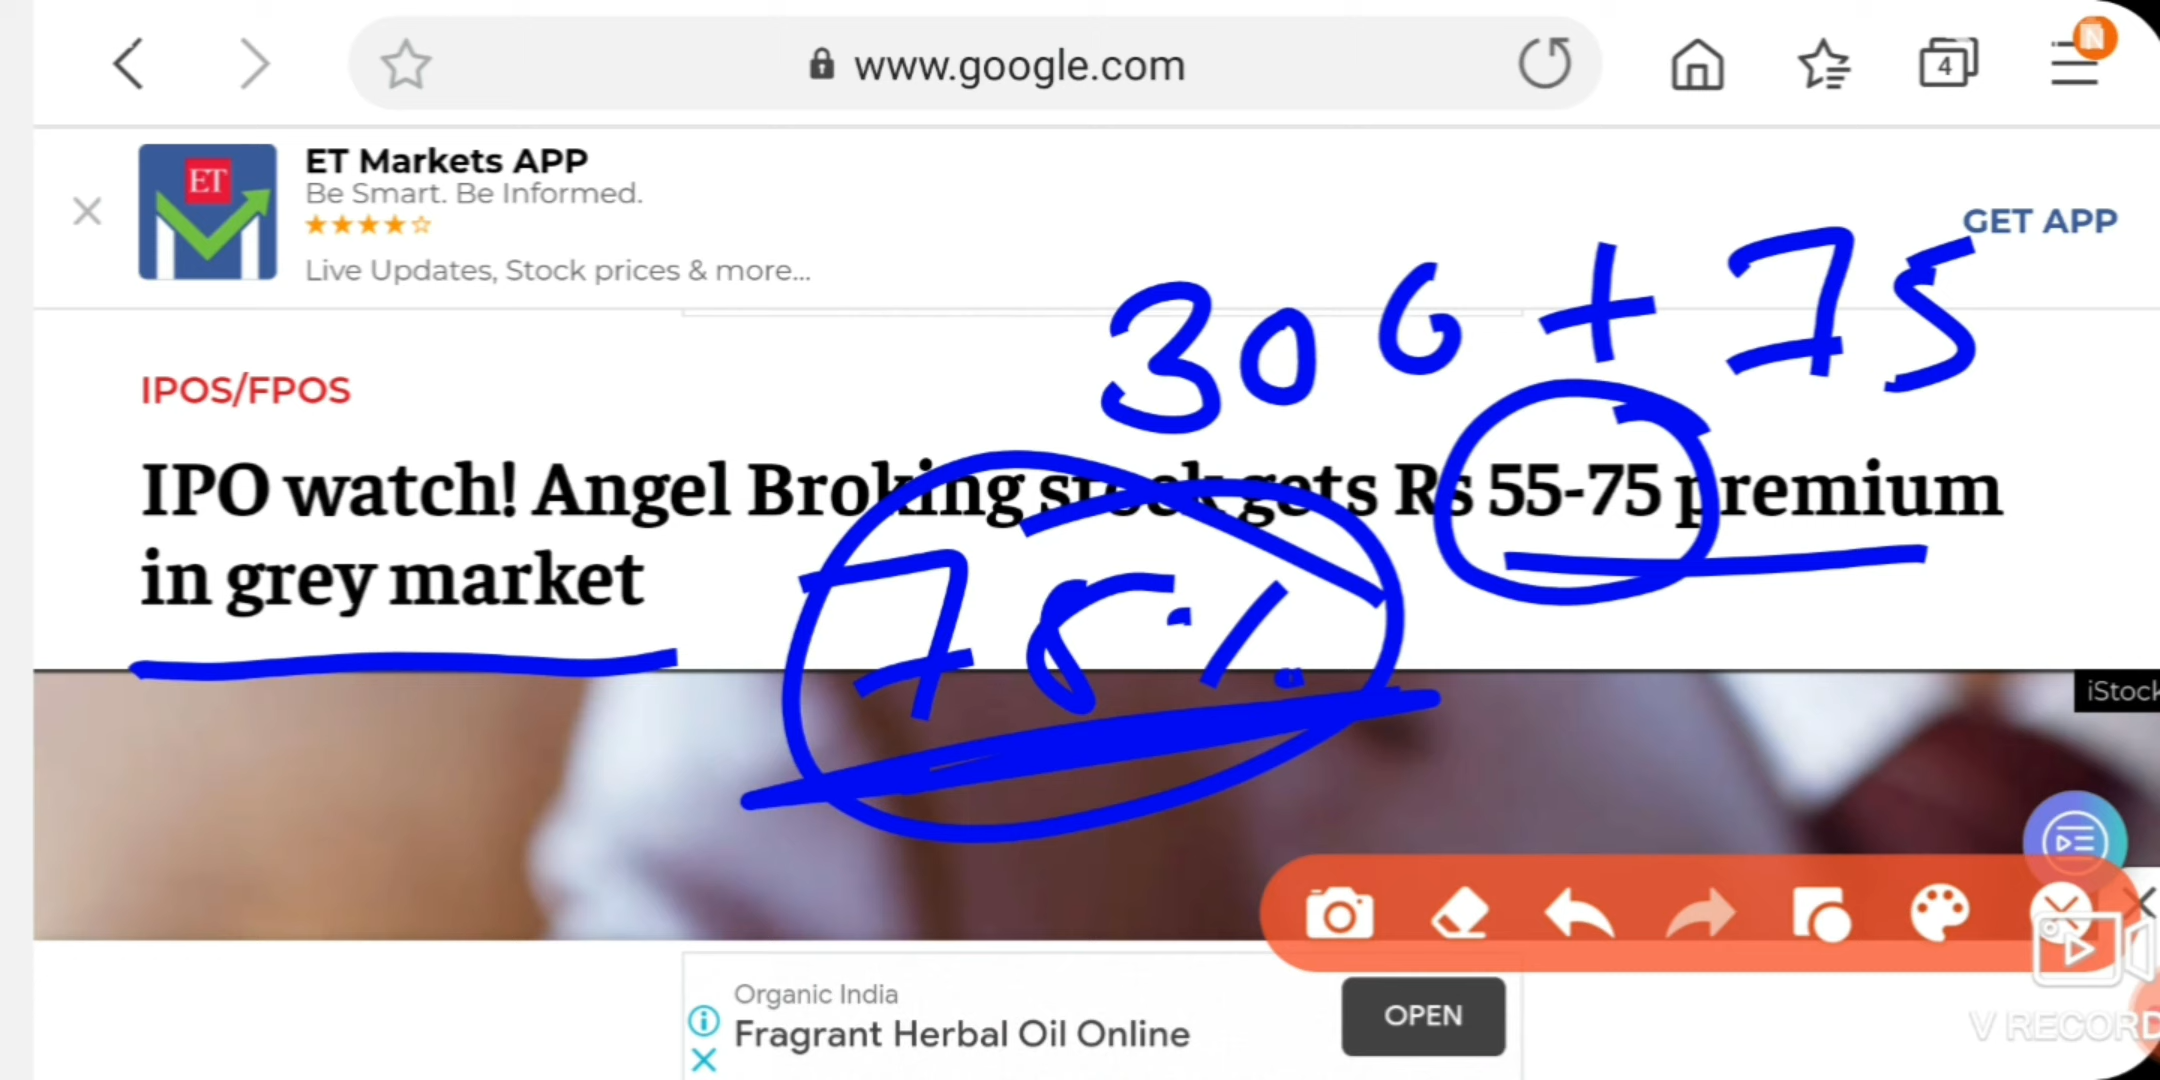 www.google.com
4
N
ET
ET Markets APP
Be Smart. Be Informed.
Live Updates, Stock prices & more...
GET APP
306 + 75
IPOS/FPOS
IPO watch! Angel Broking stock gets Rs 55-75 premium
in grey market
iStock
Organic India
Fragrant Herbal Oil Online
OPEN
V RECORD